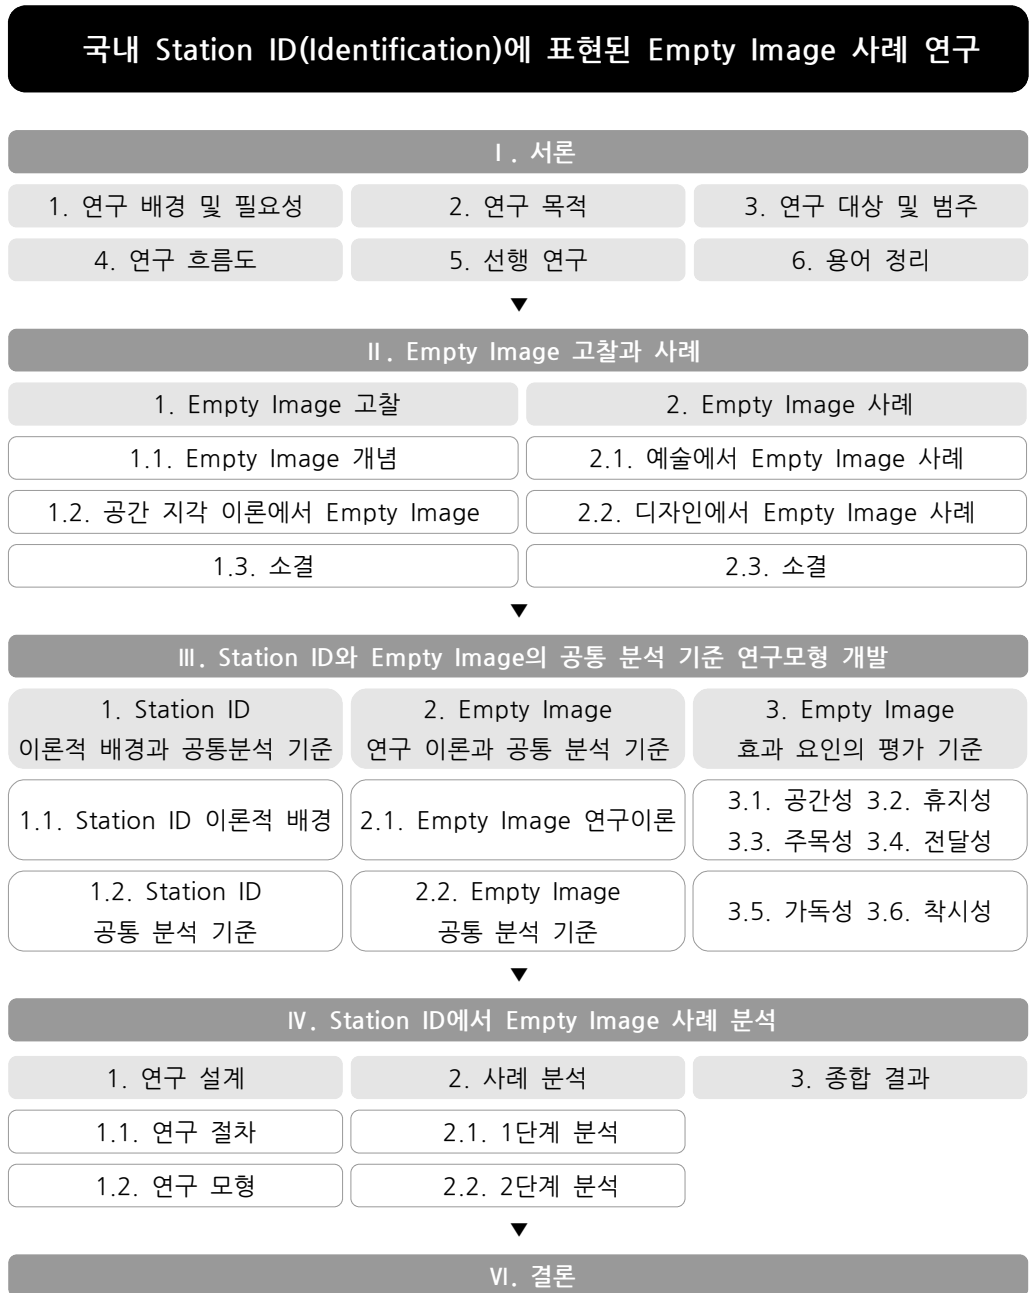 국내 Station ID(Identification)에 표현된 Empty Image 사례 연구
Ⅰ. 서론
1. 연구 배경 및 필요성
2. 연구 목적
3. 연구 대상 및 범주
4. 연구 흐름도
5. 선행 연구
6. 용어 정리
▼
Ⅱ. Empty Image 고찰과 사례
1. Empty Image 고찰
2. Empty Image 사례
1.1. Empty Image 개념
2.1. 예술에서 Empty Image 사례
1.2. 공간 지각 이론에서 Empty Image
2.2. 디자인에서 Empty Image 사례
1.3. 소결
2.3. 소결
▼
Ⅲ. Station ID와 Empty Image의 공통 분석 기준 연구모형 개발
1. Station ID
이론적 배경과 공통분석 기준
2. Empty Image
연구 이론과 공통 분석 기준
3. Empty Image
효과 요인의 평가 기준
1.1. Station ID 이론적 배경
2.1. Empty Image 연구이론
3.1. 공간성 3.2. 휴지성
3.3. 주목성 3.4. 전달성
1.2. Station ID
공통 분석 기준
2.2. Empty Image
공통 분석 기준
3.5. 가독성 3.6. 착시성
▼
Ⅳ. Station ID에서 Empty Image 사례 분석
1. 연구 설계
2. 사례 분석
3. 종합 결과
1.1. 연구 절차
2.1. 1단계 분석
1.2. 연구 모형
2.2. 2단계 분석
▼
Ⅵ. 결론